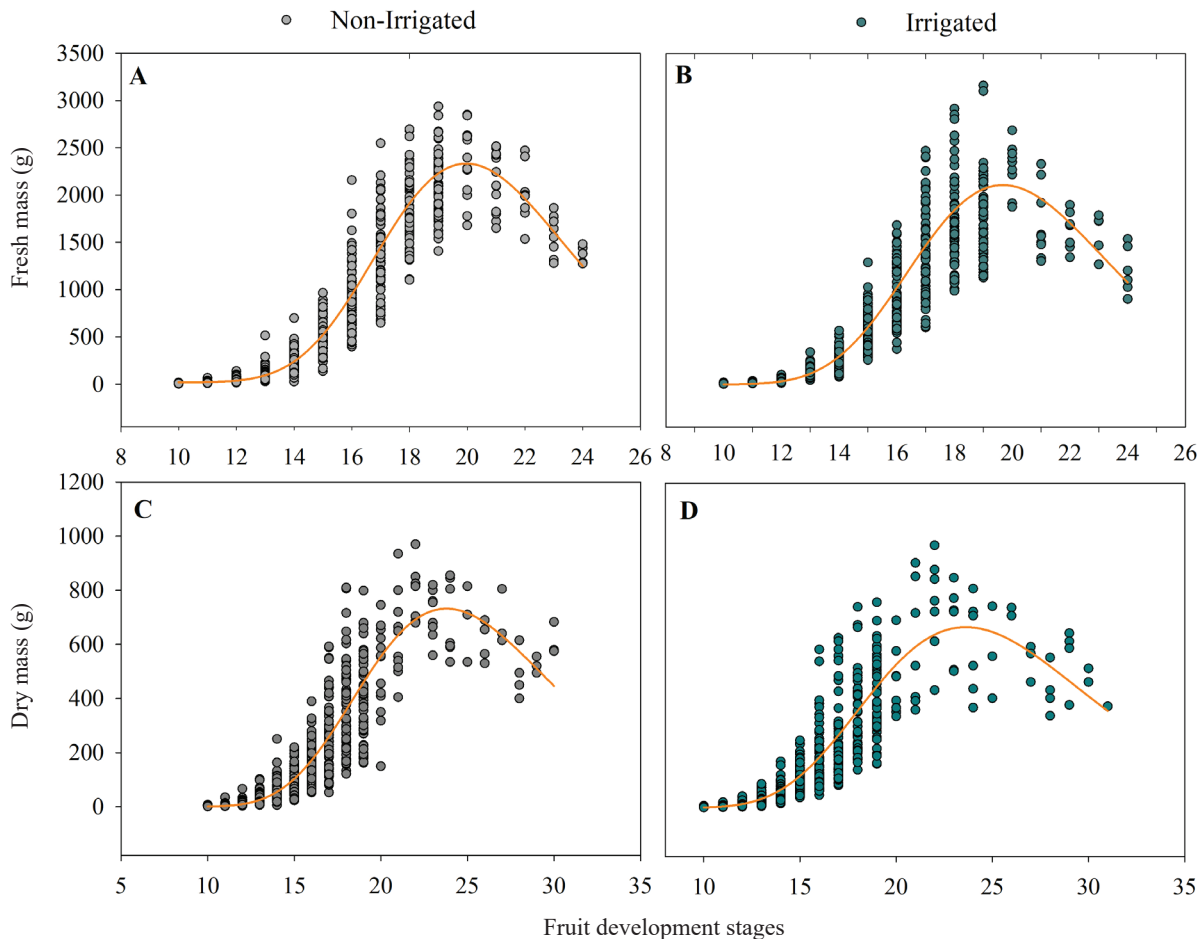 Non-Irrigated
Irrigated
A
B
Fresh mass (g)
3500
3000
2500
2000
1500
1000
500
0
8 10 12 14 16 18 20 22 24 26
8 10 12 14 16 18 20 22 24 26
C
D
Dry mass (g)
1200
1000
800
600
400
200
0
5 10 15 20 25 30 35
10 15 20 25 30 35
Fruit development stages